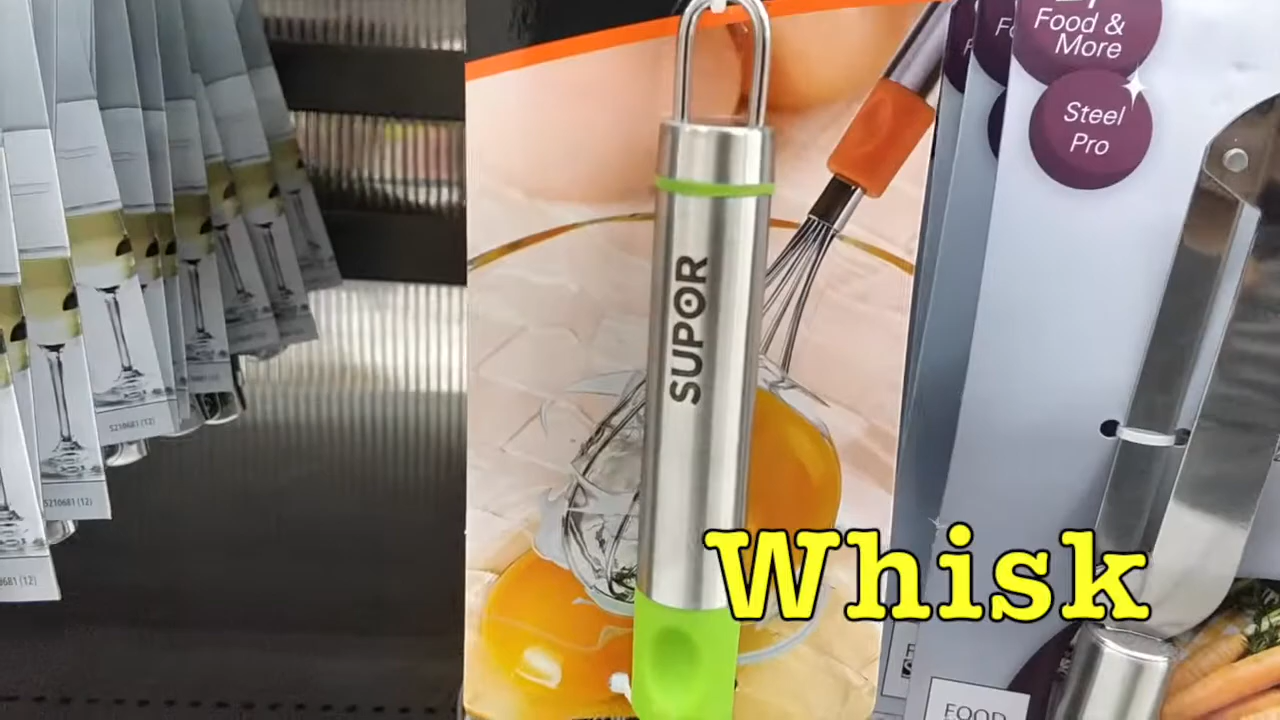 Food &
More
Steel
Pro
SUPOR
Whisk
5210681 (12)
5210681 (12)
FOOD